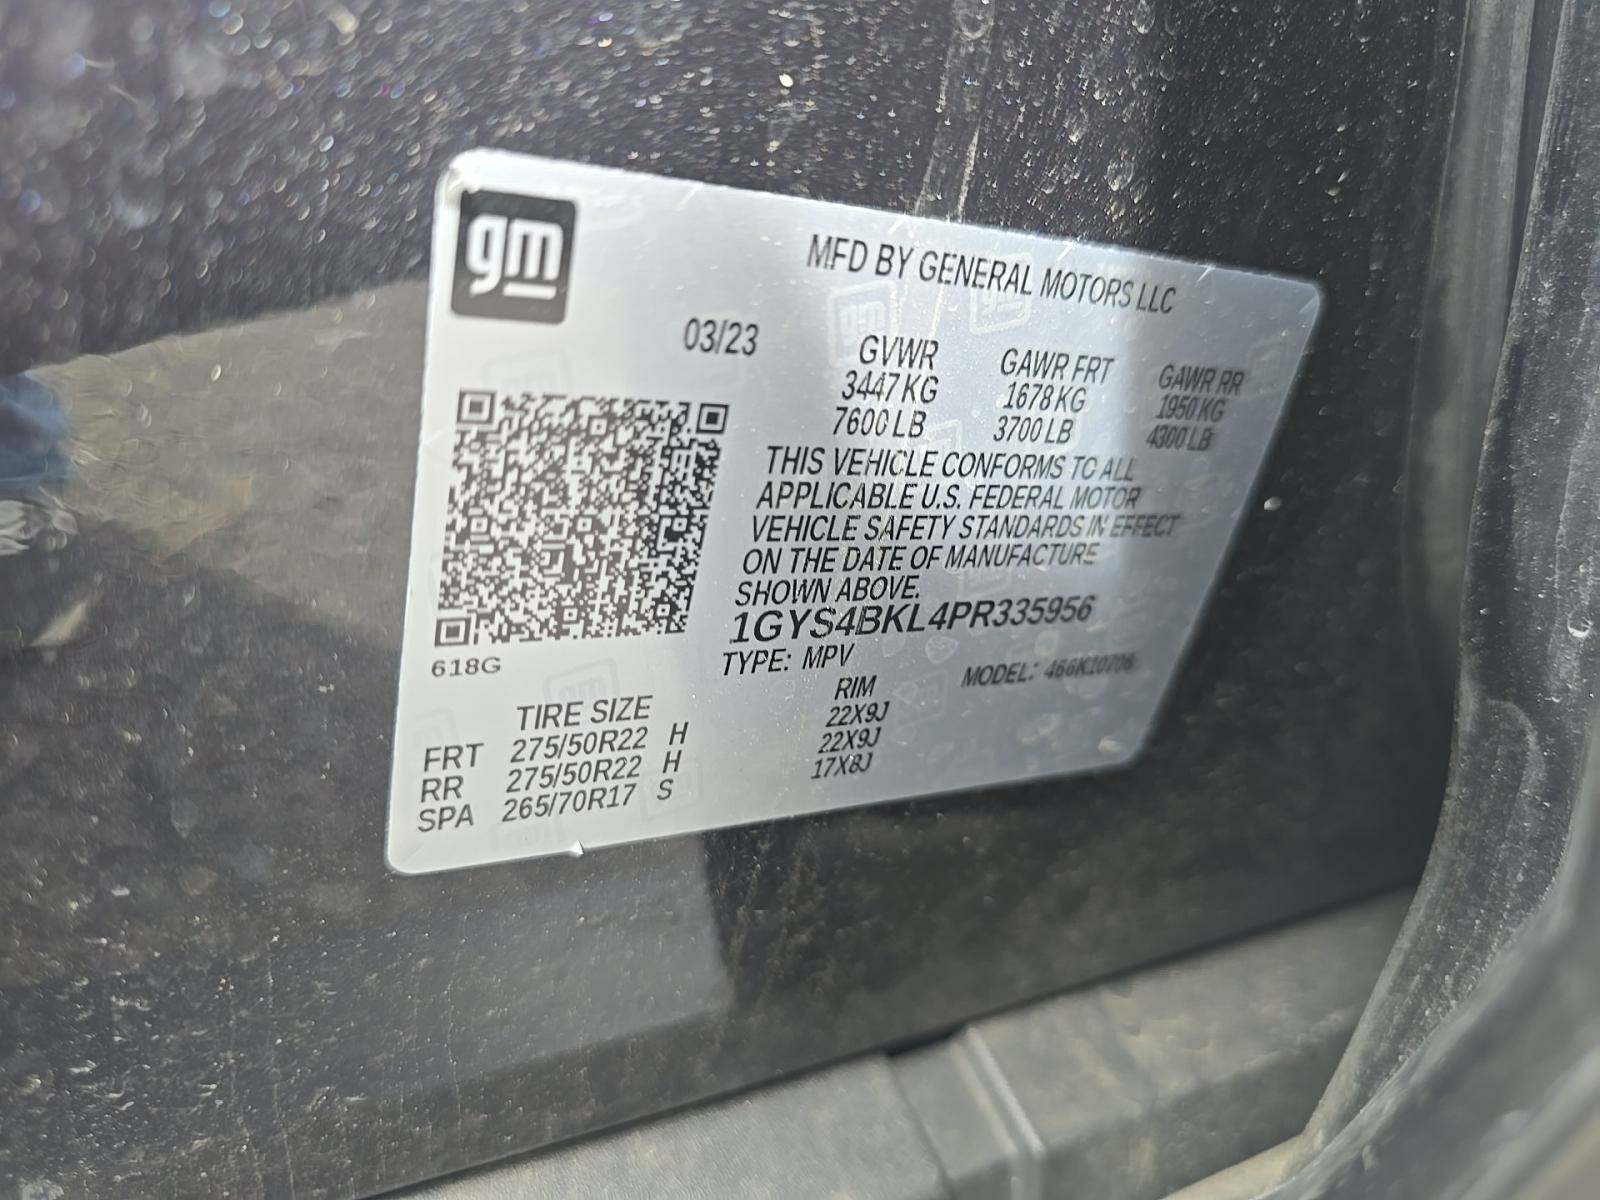 gm
MFD BY GENERAL MOTORS LLC
03/23
GVWR GAWR FRT GAWR RR
3447 KG 1678 KG 1950 KG
7600 LB 3700 LB 4300 LB
THIS VEHICLE CONFORMS TO ALL
APPLICABLE U.S. FEDERAL MOTOR
VEHICLE SAFETY STANDARDS IN EFFECT
ON THE DATE OF MANUFACTURE
SHOWN ABOVE.
1GYS4BKL4PR335956
618G
TYPE: MPV MODEL:
TIRE SIZE RIM
FRT 275/50R22 H 22X9J
RR 275/50R22 H 22X9J
SPA 265/70R17 S 17X8J